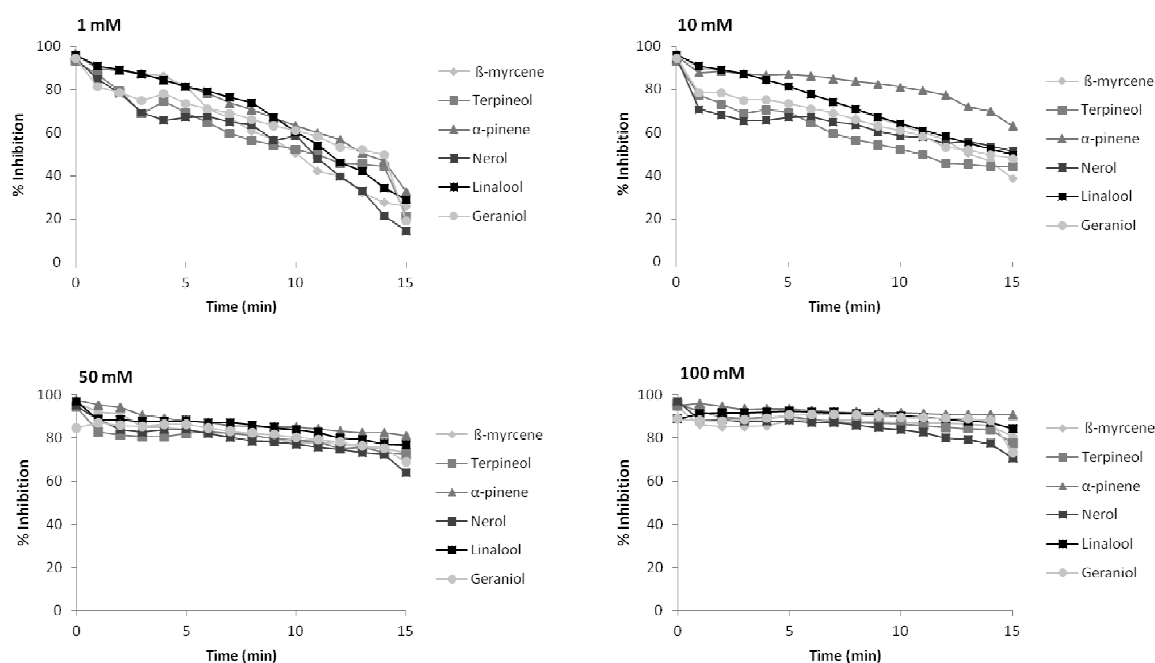 1 mM
100
80
60
40
20
0
% Inhibition
0
5
10
15
Time (min)
ß-myrcene
Terpineol
α-pinene
Nerol
Linalool
Geraniol
10 mM
100
80
60
40
20
0
% Inhibition
0
5
10
15
Time (min)
ß-myrcene
Terpineol
α-pinene
Nerol
Linalool
Geraniol
50 mM
100
80
60
40
20
0
% Inhibition
0
5
10
15
Time (min)
ß-myrcene
Terpineol
α-pinene
Nerol
Linalool
Geraniol
100 mM
100
80
60
40
20
0
% Inhibition
0
5
10
15
Time (min)
ß-myrcene
Terpineol
α-pinene
Nerol
Linalool
Geraniol